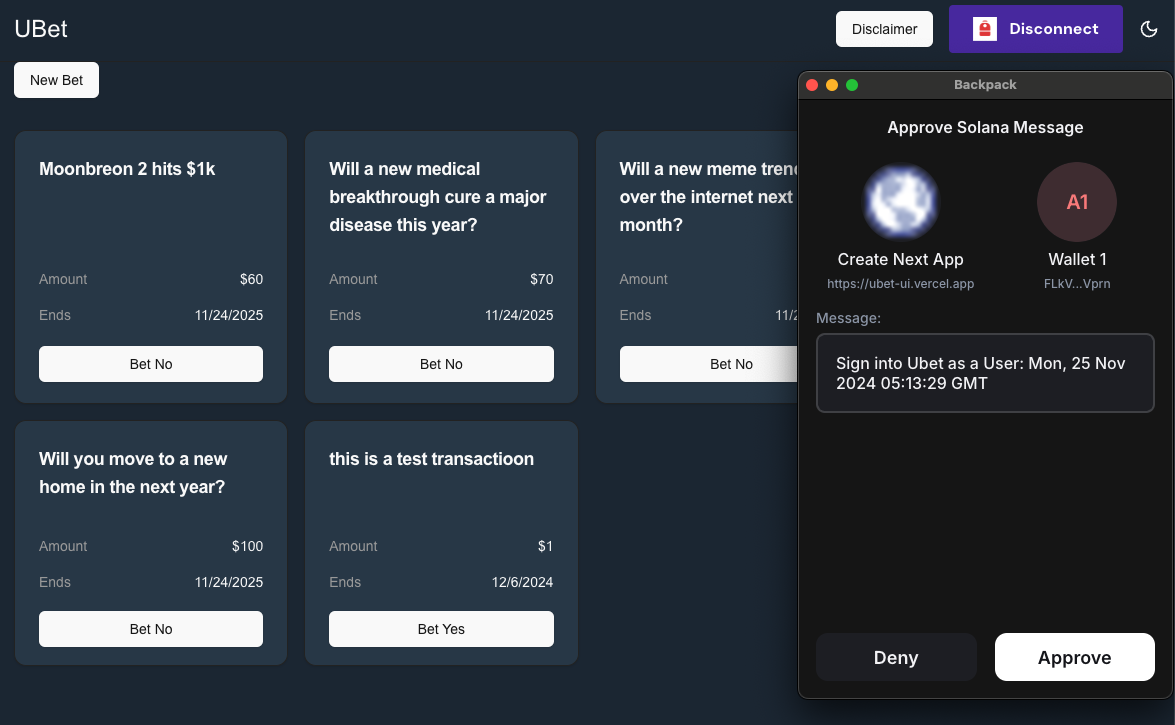 UBet
Disclaimer
Disconnect
New Bet
Moonbreon 2 hits $1k
Amount $60
Ends 11/24/2025
Bet No
Will a new medical
breakthrough cure a major
disease this year?
Amount $70
Ends 11/24/2025
Bet No
Will a new meme
over the internet next
month?
Amount
Ends
Bet No
Will you move to a new
home in the next year?
Amount $100
Ends 11/24/2025
Bet No
this is a test transactioon
Amount $1
Ends 12/6/2024
Bet Yes
Backpack
Approve Solana Message
Create Next App
https://ubet-ui.vercel.app
A1
Wallet 1
FLkV...Vprn
Message:
Sign into Ubet as a User: Mon, 25 Nov
2024 05:13:29 GMT
Deny
Approve